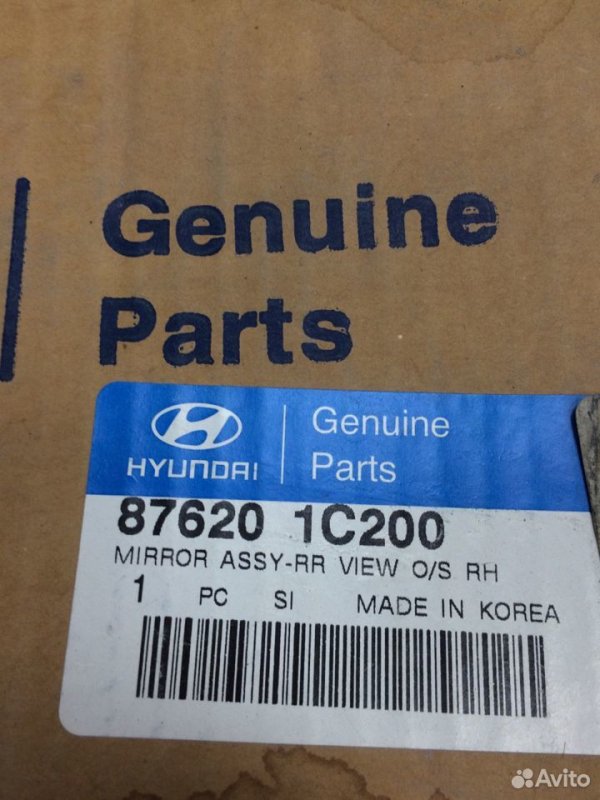 Genuine
Parts
HYUNDAI
Genuine
Parts
87620 1C200
MIRROR ASSY-RR VIEW O/S RH
1 PC SI MADE IN KOREA
Avito